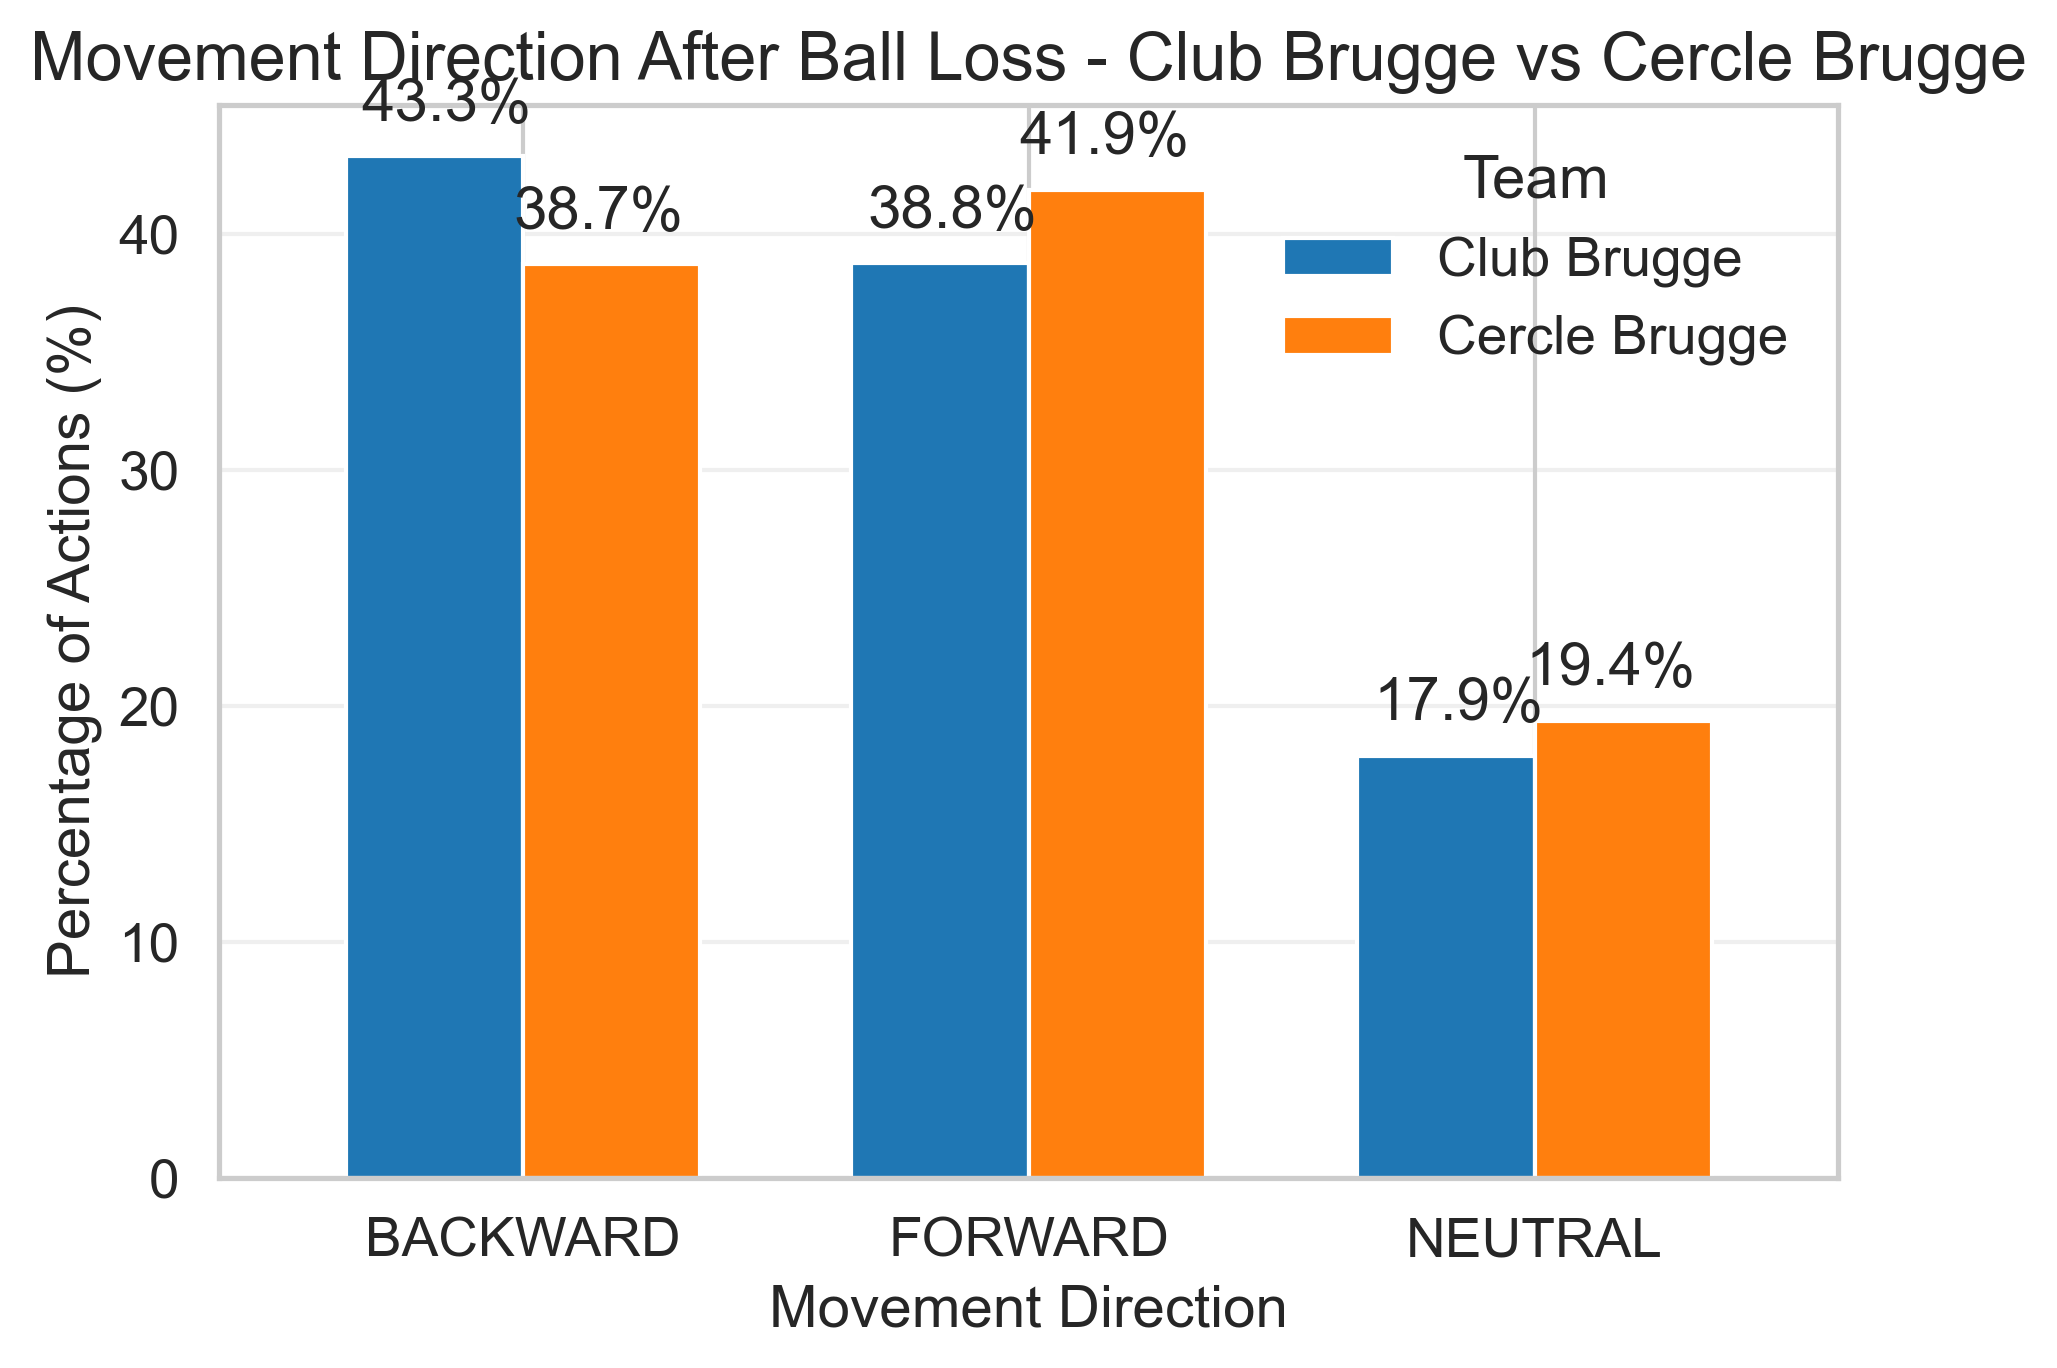 Movement Direction After Ball Loss - Club Brugge vs Cercle Brugge
43.3%
38.7%
38.8%
41.9%
17.9%
19.4%
Team
Club Brugge
Cercle Brugge
Percentage of Actions (%)
40
30
20
10
0
BACKWARD
FORWARD
NEUTRAL
Movement Direction